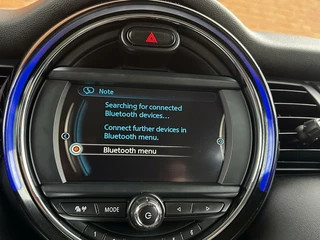 Note
Searching for connected
Bluetooth devices...
Connect further devices in
Bluetooth menu.
Bluetooth menu
MODE